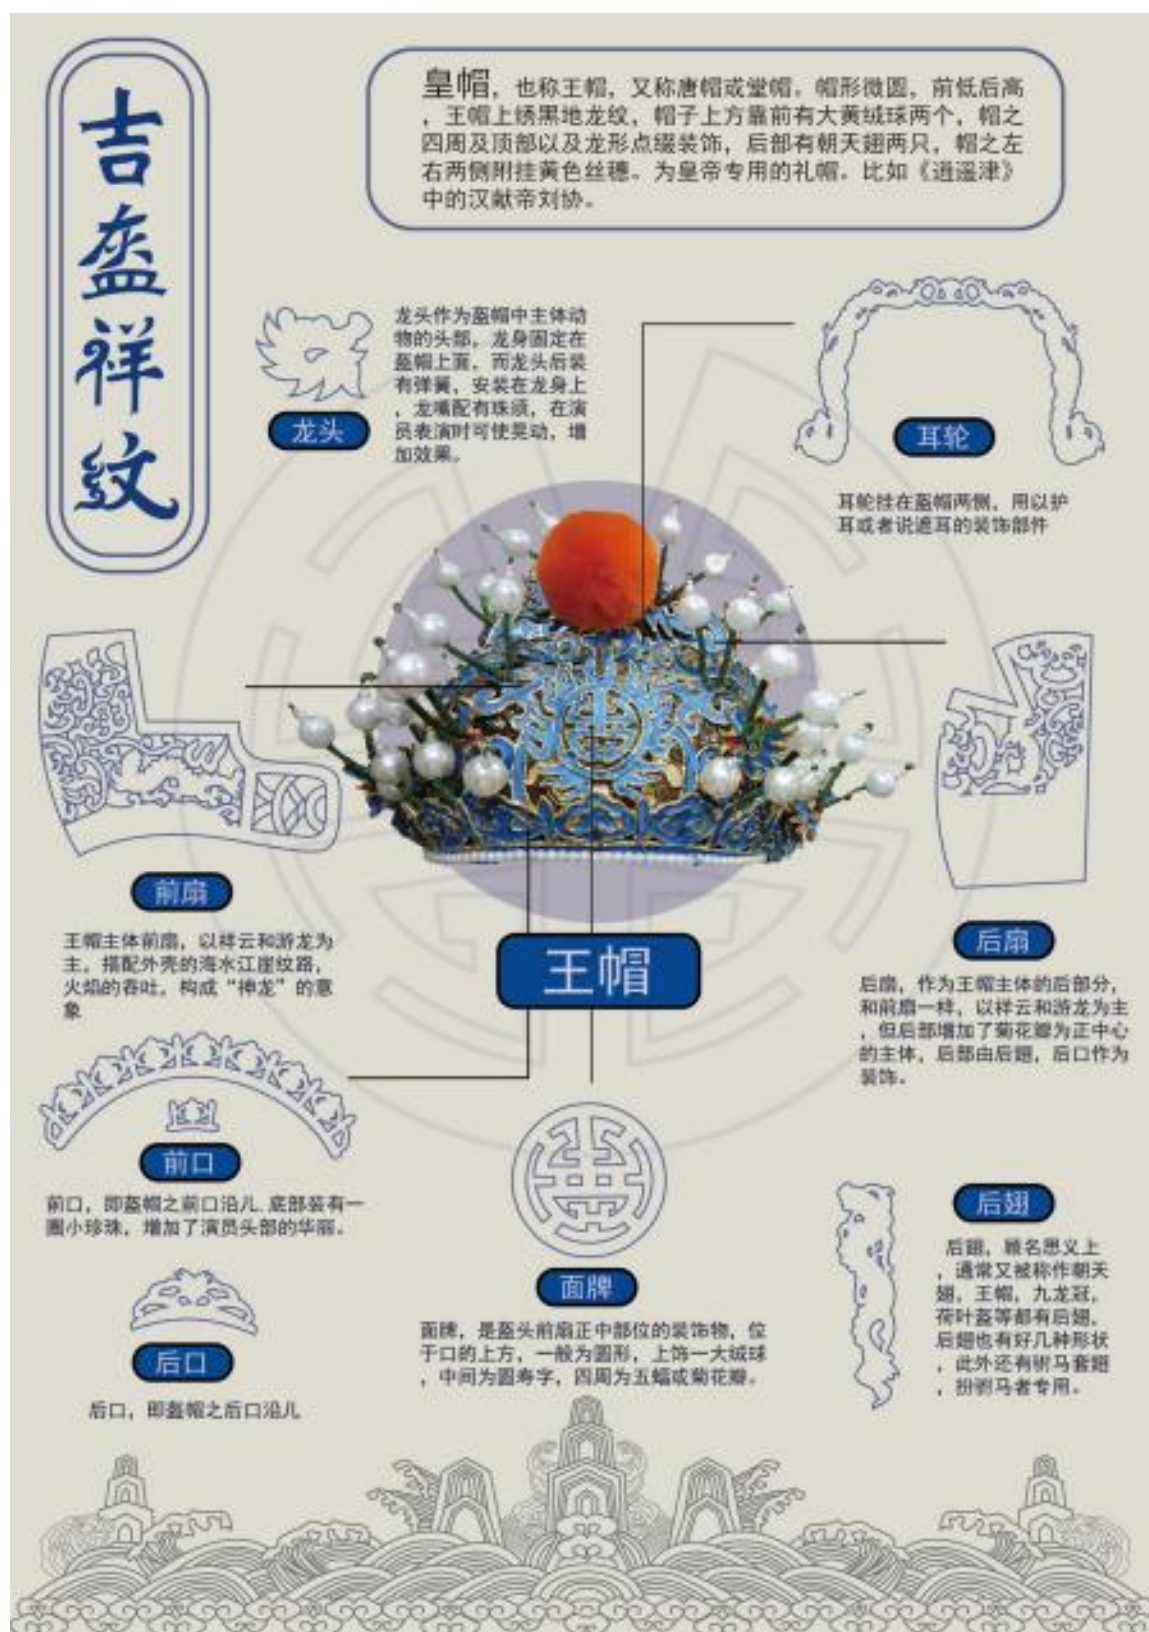 吉盔祥纹
皇帽，也称王帽，又称唐帽或堂帽。帽形微圆，前低后高
，王帽上绣黑地龙纹，帽子上方靠前有大黄绒球两个，帽之
四周及顶部以及龙形点缀装饰，后部有朝天翅两只，帽之左
右两侧附挂黄色丝穗。为皇帝专用的礼帽。比如《逍遥津》
中的汉献帝刘协。
龙头作为盔帽中主体动
物的头部，龙身固定在
盔帽上面，而龙头后装
有弹簧，安装在龙身上
，龙嘴配有珠须，在演
员表演时可使晃动，增
加效果。
龙头
耳轮
耳轮挂在盔帽两侧，用以护
耳或者说遮耳的装饰部件
前扇
王帽主体前扇，以祥云和游龙为
主，搭配外壳的海水江崖纹路，
火焰的吞吐，构成“神龙”的意
象
王帽
后扇
后扇，作为王帽主体的后部分，
和前扇一样，以祥云和游龙为主
，但后部增加了菊花瓣为正中心
的主体，后部由后翅，后口作为
装饰。
前口
前口，即盔帽之前口沿儿.底部装有一
圈小珍珠，增加了演员头部的华丽。
后口
后口，即盔帽之后口沿儿
面牌
面牌，是盔头前扇正中部位的装饰物，位
于口的上方，一般为圆形，上饰一大绒球
，中间为圆寿字，四周为五蝠或菊花瓣。
后翅
后翅，顾名思义上
，通常又被称作朝天
翅，王帽，九龙冠，
荷叶盔等都有后翅，
后翅也有好几种形状
，此外还有驸马套翅
，扮驸马者专用。